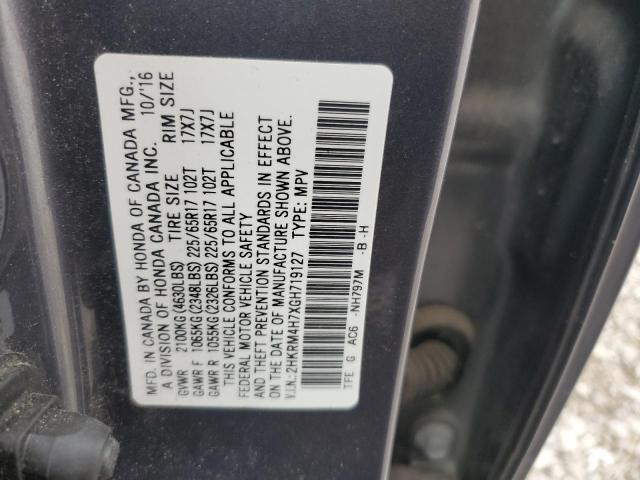 MFD. IN CANADA BY HONDA OF CANADA MFG.,
A DIVISION OF HONDA CANADA INC. 10/'16
GVWR 2100KG(4630LBS) TIRE SIZE RIM SIZE
GAWR F 1065KG(2348LBS) 225/65R17 102T 17X7J
GAWR R 1055KG(2326LBS) 225/65R17 102T 17X7J
THIS VEHICLE CONFORMS TO ALL APPLICABLE
FEDERAL MOTOR VEHICLE SAFETY
AND THEFT PREVENTION STANDARDS IN EFFECT
ON THE DATE OF MANUFACTURE SHOWN ABOVE.
V.I.N.: 2HKRM4H7XGH719127 TYPE: MPV
TFE G AC6 -NH797M -B -H